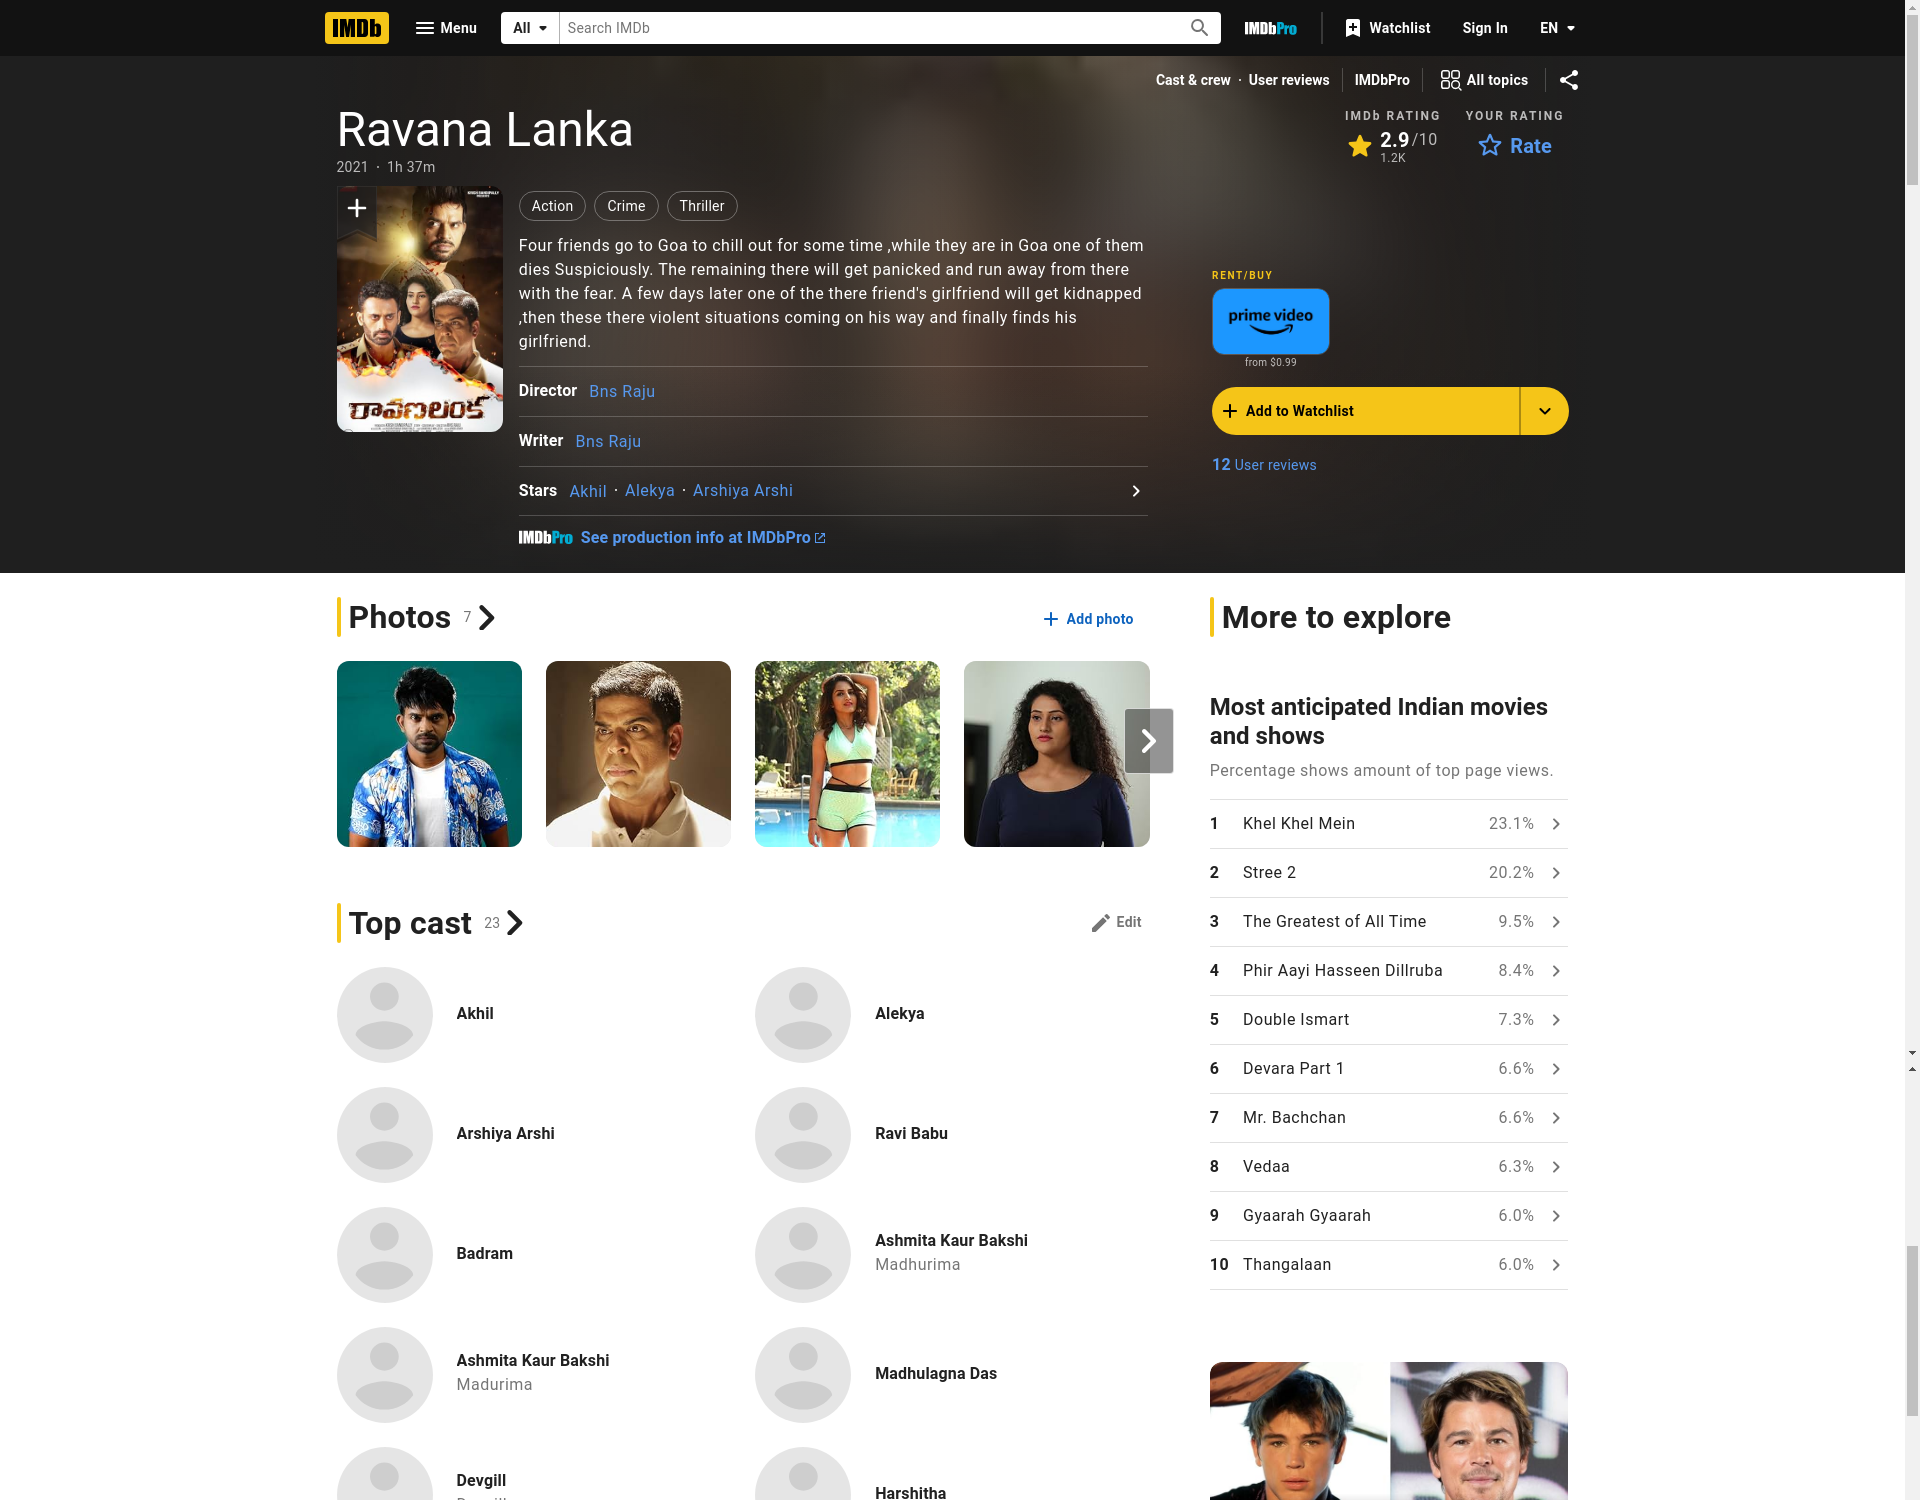 IMDb
Menu
All
Search IMDb
IMDbPro
Watchlist
Sign In
EN
Cast & crew · User reviews
IMDbPro
All topics
Ravana Lanka
2021 · 1h 37m
IMDb RATING
2.9/10
1.2K
YOUR RATING
Rate
రావణలంక
Action
Crime
Thriller
Four friends go to Goa to chill out for some time ,while they are in Goa one of them
dies Suspiciously. The remaining there will get panicked and run away from there
with the fear. A few days later one of the there friend's girlfriend will get kidnapped
,then these there violent situations coming on his way and finally finds his
girlfriend.
Director Bns Raju
Writer Bns Raju
Stars Akhil · Alekya · Arshiya Arshi
IMDbPro See production info at IMDbPro
RENT/BUY
prime video
from $0.99
Add to Watchlist
12 User reviews
Photos 7
Add photo
Top cast 23
Edit
Akhil
Alekya
Arshiya Arshi
Ravi Babu
Badram
Ashmita Kaur Bakshi
Madhurima
Ashmita Kaur Bakshi
Madurima
Madhulagna Das
Devgill
Harshitha
More to explore
Most anticipated Indian movies
and shows
Percentage shows amount of top page views.
1 Khel Khel Mein 23.1%
2 Stree 2 20.2%
3 The Greatest of All Time 9.5%
4 Phir Aayi Hasseen Dillruba 8.4%
5 Double Ismart 7.3%
6 Devara Part 1 6.6%
7 Mr. Bachchan 6.6%
8 Vedaa 6.3%
9 Gyaarah Gyaarah 6.0%
10 Thangalaan 6.0%